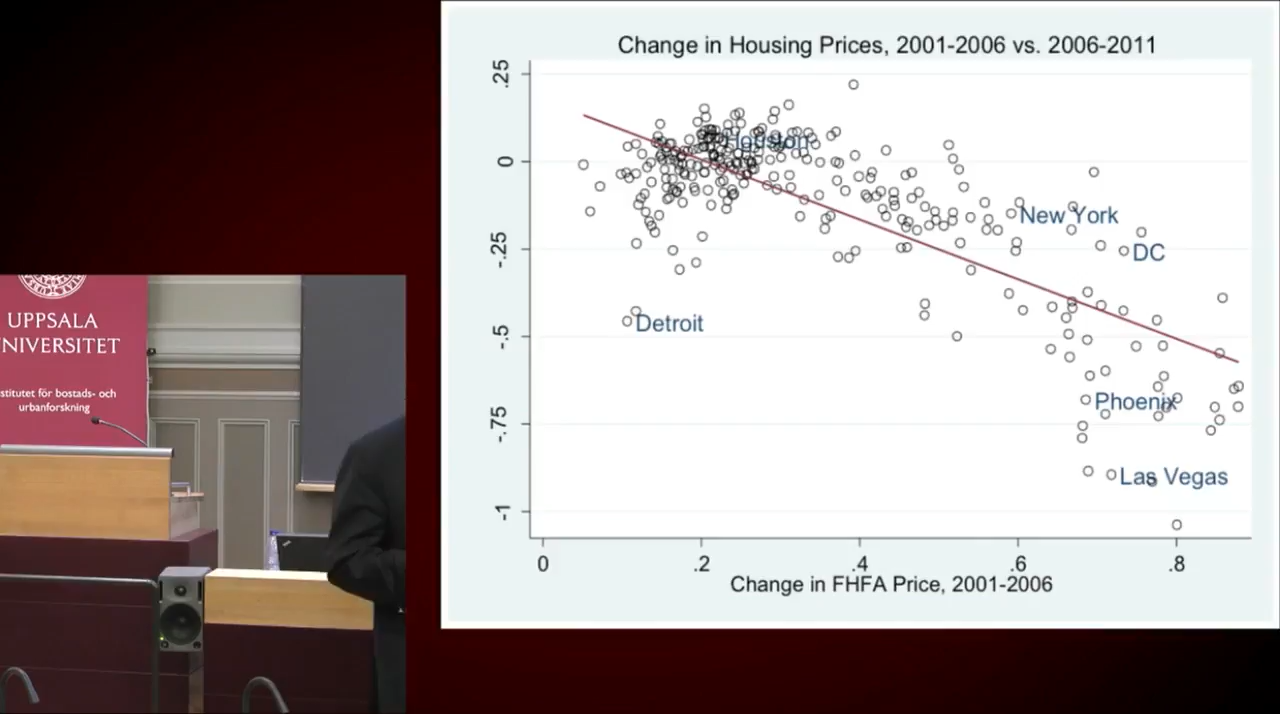 Change in Housing Prices, 2001-2006 vs. 2006-2011
.25
0
-.25
-.5
-.75
-1
Houston
New York
DC
Detroit
Phoenix
Las Vegas
0 .2 .4 .6 .8
Change in FHFA Price, 2001-2006
UPPSALA
NIVERSITET
stitutet för bostads- och
urbanforskning